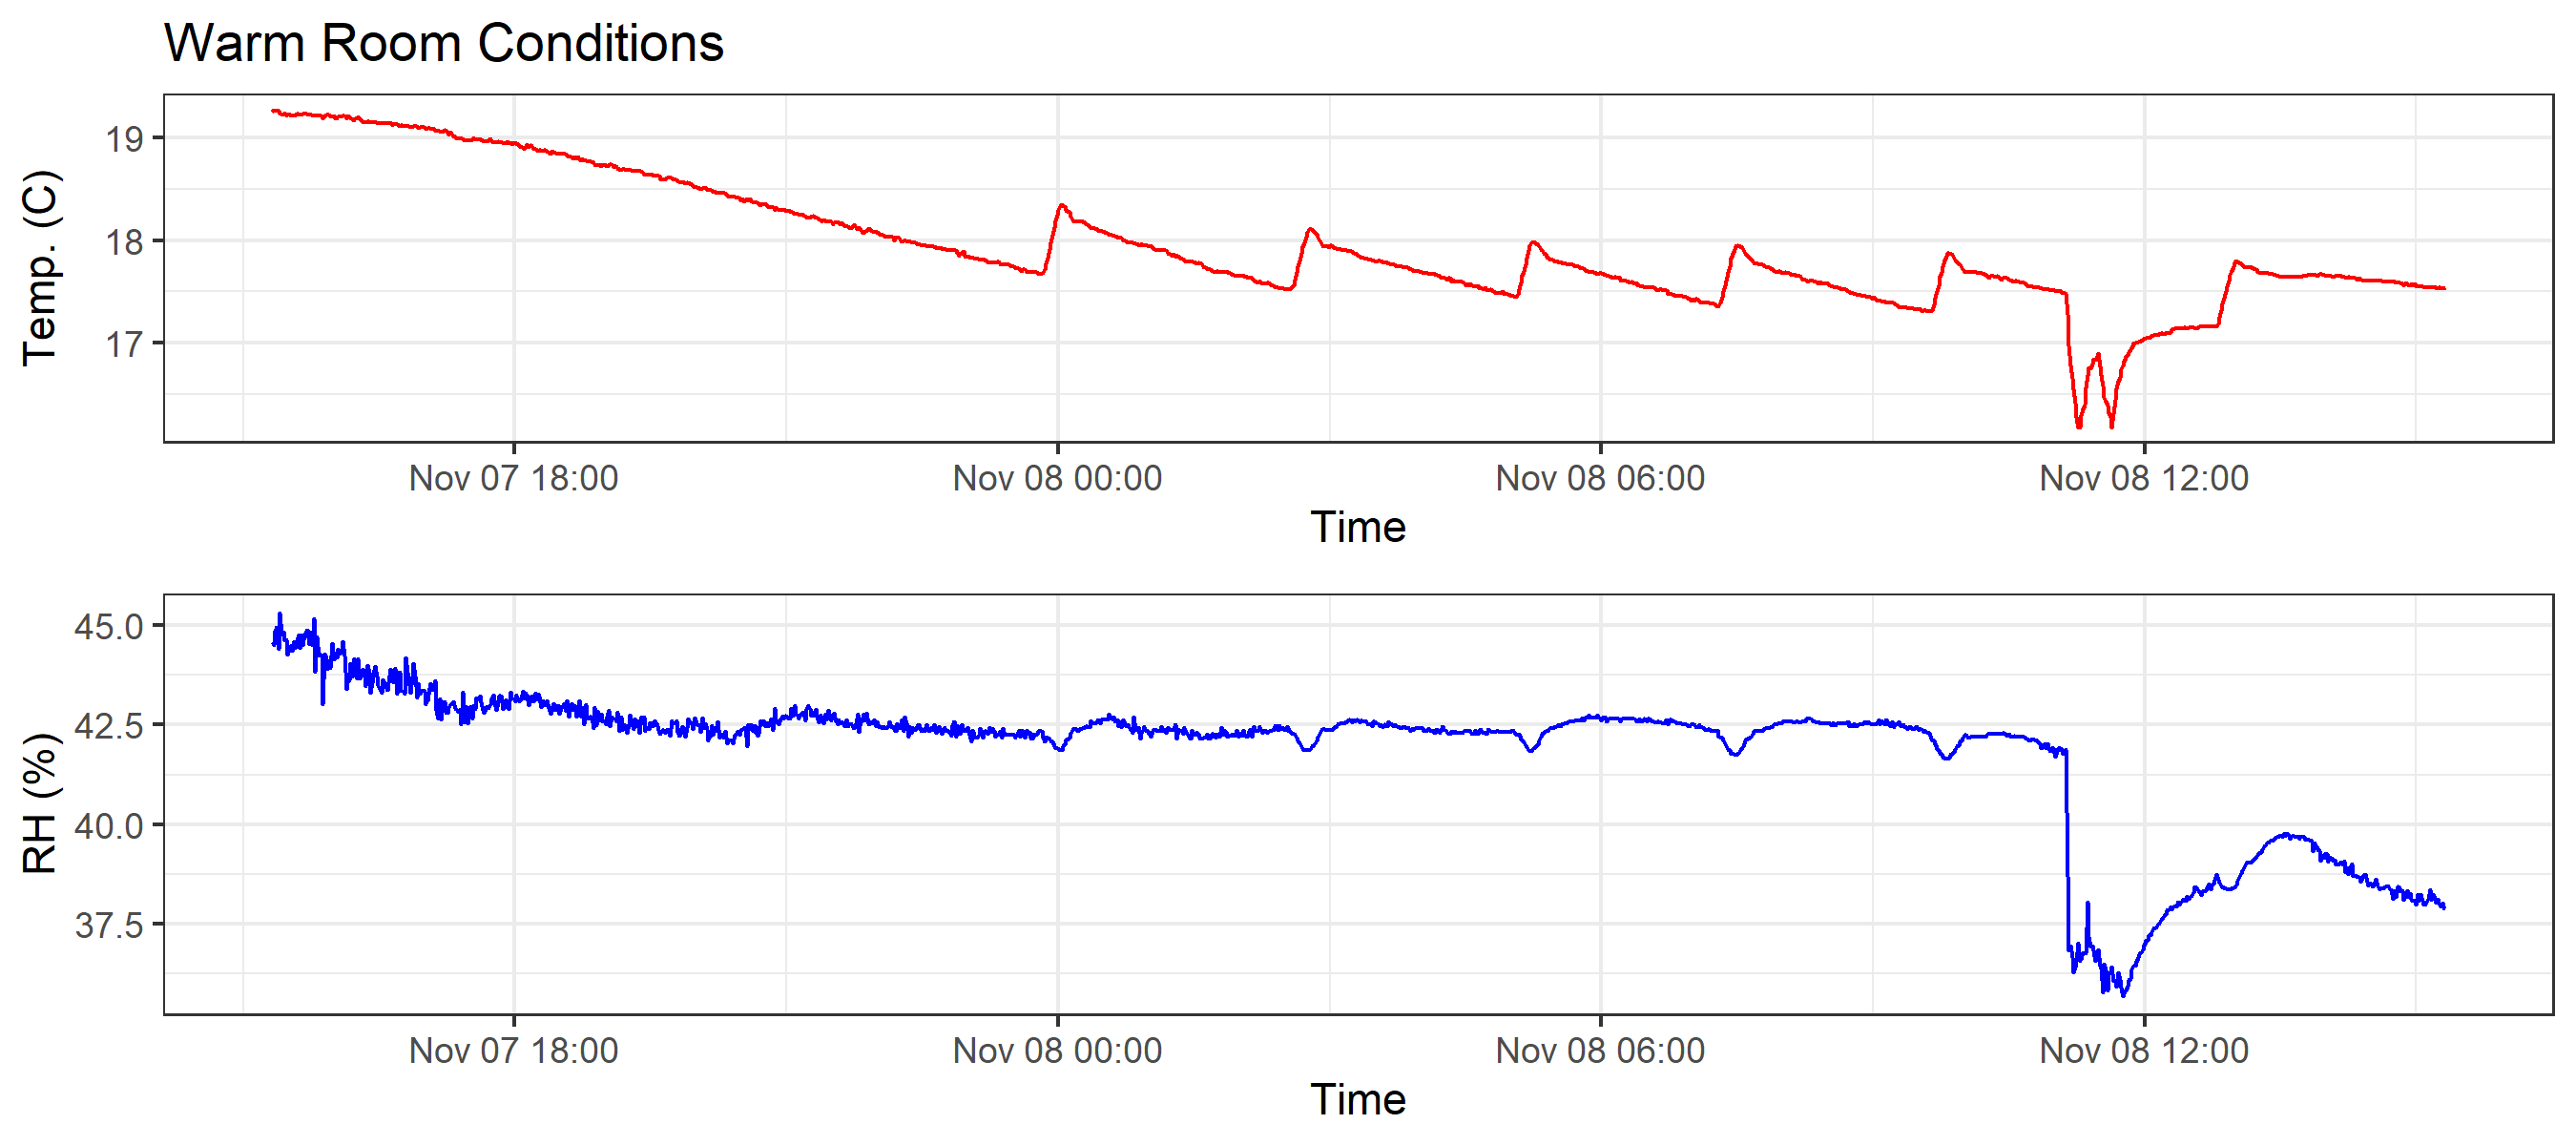 Warm Room Conditions
Temp. (C)
19
18
17
Nov 07 18:00 Nov 08 00:00 Nov 08 06:00 Nov 08 12:00
Time
RH (%)
45.0
42.5
40.0
37.5
Nov 07 18:00 Nov 08 00:00 Nov 08 06:00 Nov 08 12:00
Time